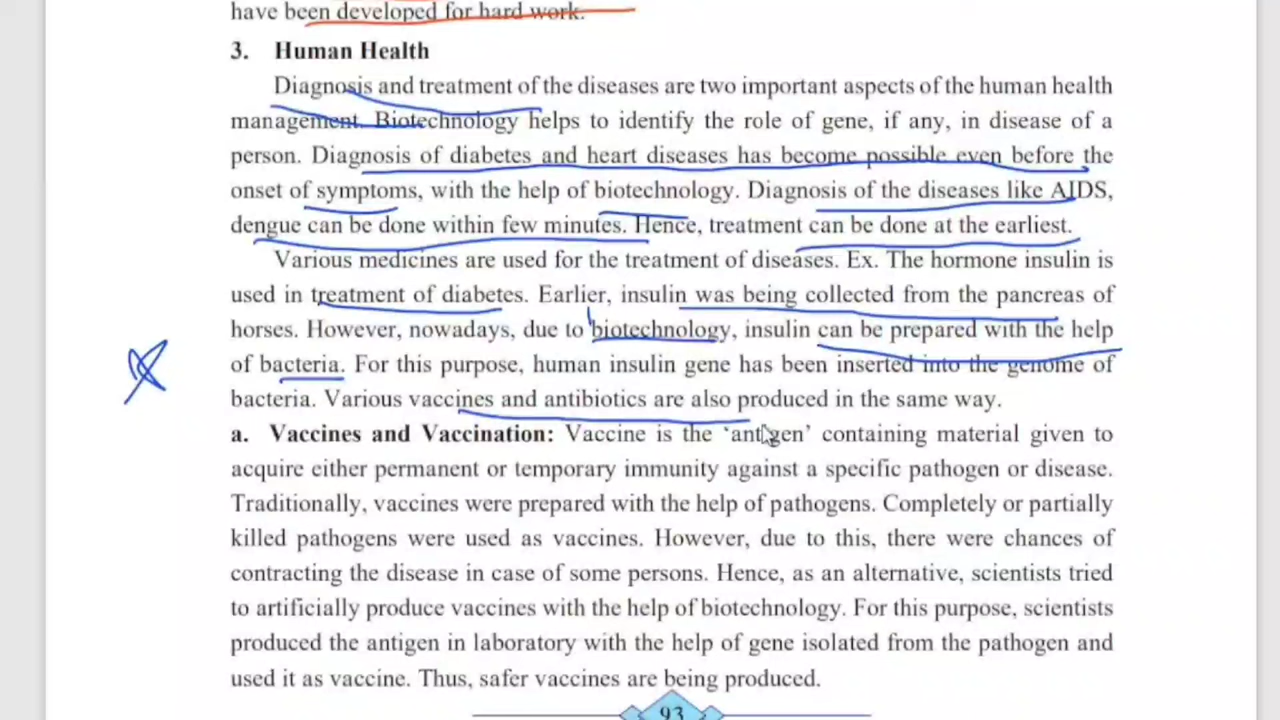 have been developed for hard work.
3. Human Health
Diagnosis and treatment of the diseases are two important aspects of the human health
management. Biotechnology helps to identify the role of gene, if any, in disease of a
person. Diagnosis of diabetes and heart diseases has become possible even before the
onset of symptoms, with the help of biotechnology. Diagnosis of the diseases like AIDS,
dengue can be done within few minutes. Hence, treatment can be done at the earliest.
Various medicines are used for the treatment of diseases. Ex. The hormone insulin is
used in treatment of diabetes. Earlier, insulin was being collected from the pancreas of
horses. However, nowadays, due to biotechnology, insulin can be prepared with the help
of bacteria. For this purpose, human insulin gene has been inserted into the genome of
bacteria. Various vaccines and antibiotics are also produced in the same way.
a. Vaccines and Vaccination: Vaccine is the ‘antigen’ containing material given to
acquire either permanent or temporary immunity against a specific pathogen or disease.
Traditionally, vaccines were prepared with the help of pathogens. Completely or partially
killed pathogens were used as vaccines. However, due to this, there were chances of
contracting the disease in case of some persons. Hence, as an alternative, scientists tried
to artificially produce vaccines with the help of biotechnology. For this purpose, scientists
produced the antigen in laboratory with the help of gene isolated from the pathogen and
used it as vaccine. Thus, safer vaccines are being produced.
93